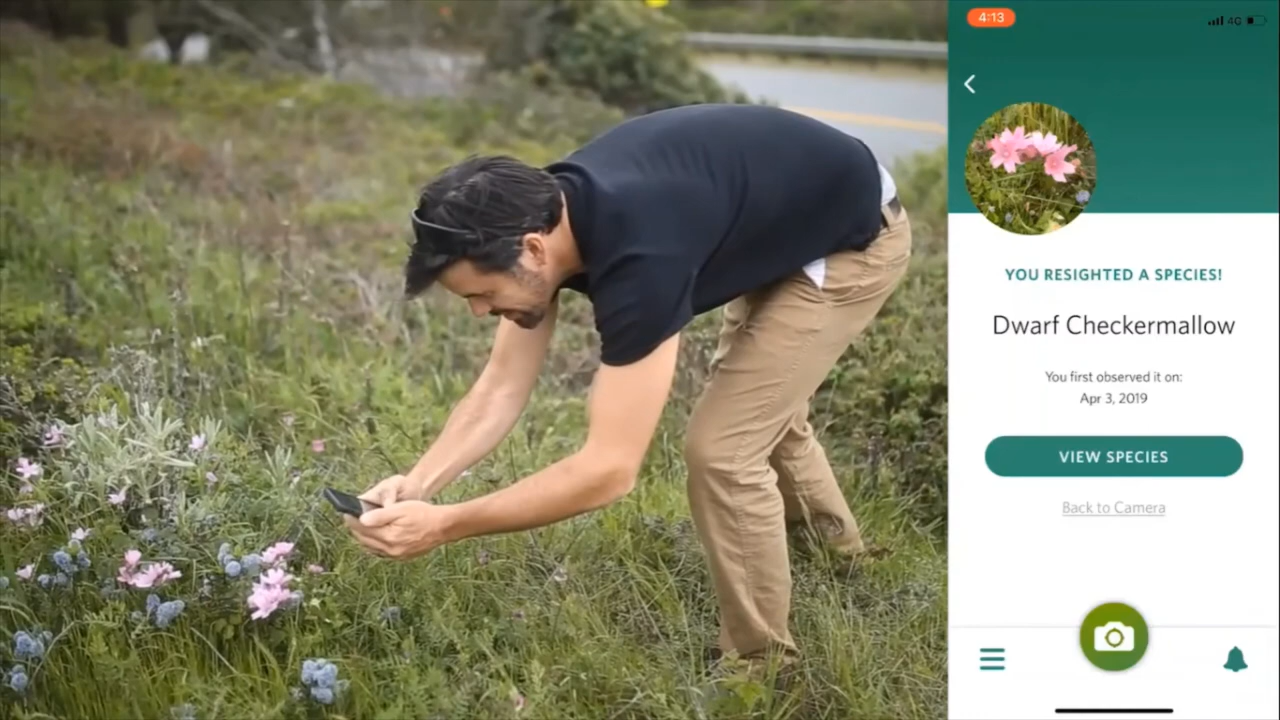 4:13
4G
YOU RESIGHTED A SPECIES!
Dwarf Checkermallow
You first observed it on:
Apr 3, 2019
VIEW SPECIES
Back to Camera